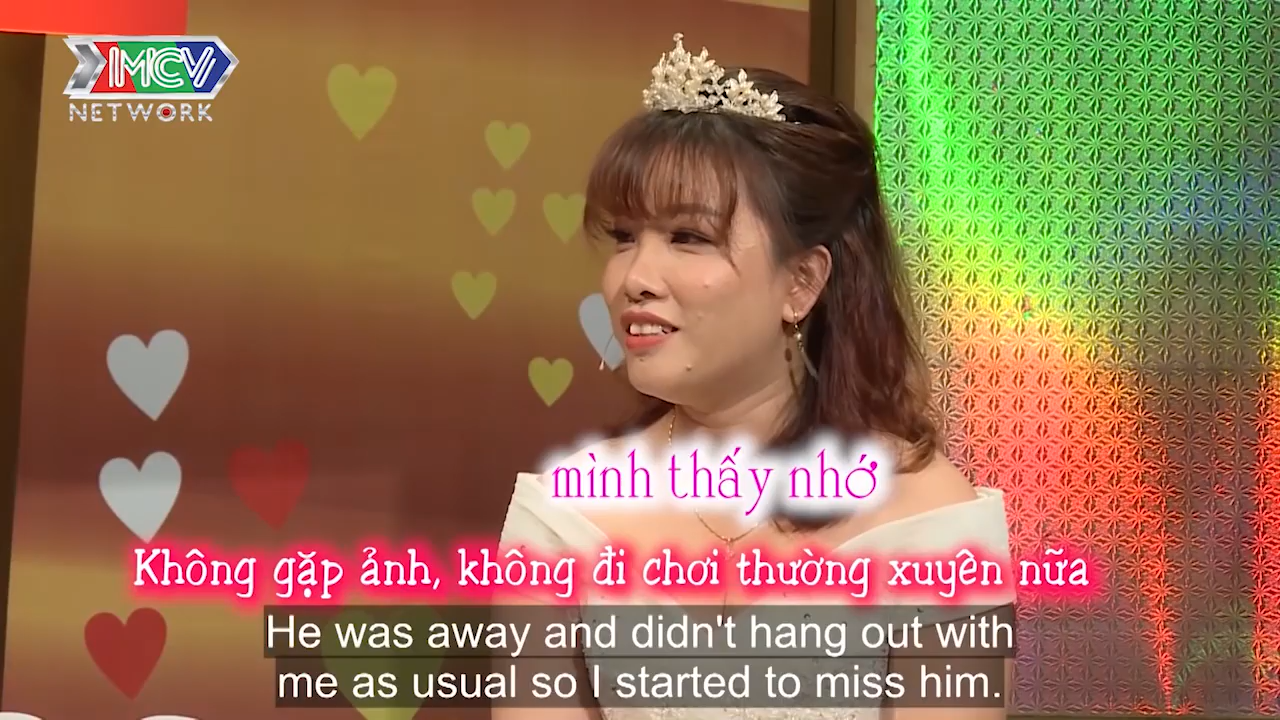 MCV
NETWORK
mình thấy nhớ
Không gặp ảnh, không đi chơi thường xuyên nữa
He was away and didn't hang out with
me as usual so I started to miss him.